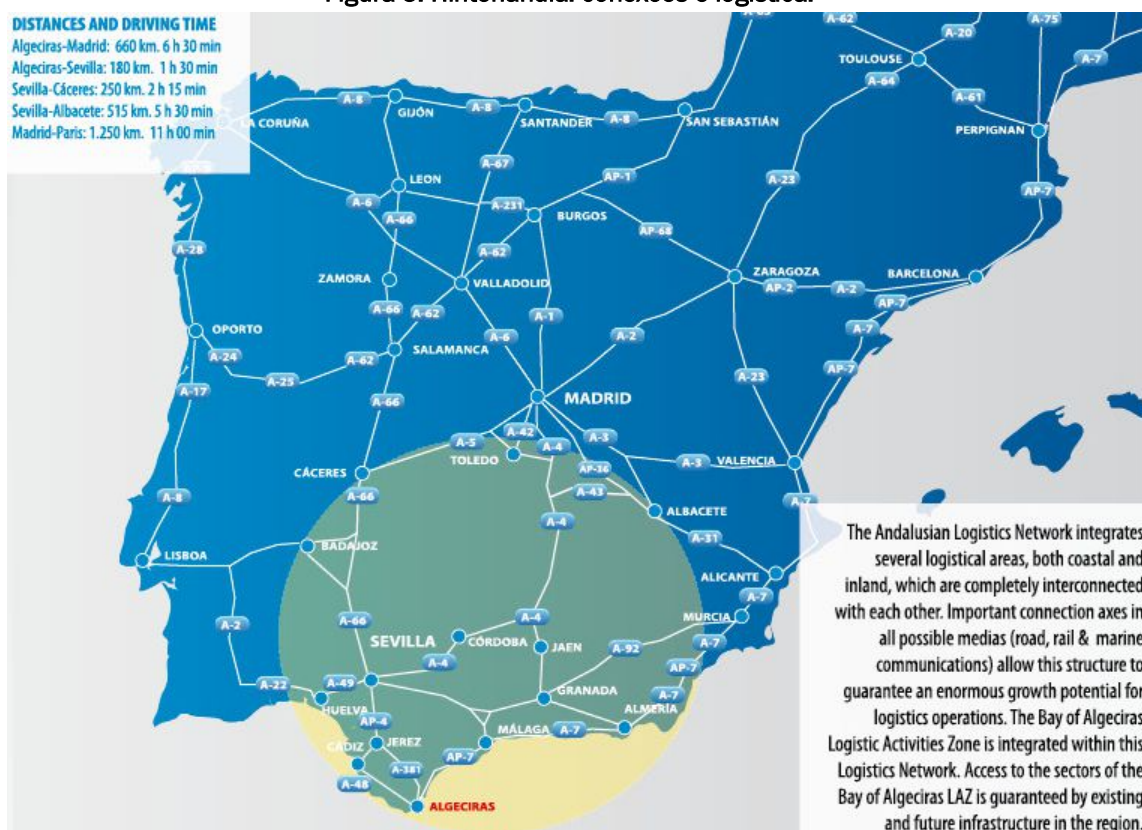 Figura 8. Hinterlândia: conexões e logística.
DISTANCES AND DRIVING TIME
Algeciras-Madrid: 660 km. 6 h 30 min
Algeciras-Sevilla: 180 km. 1 h 30 min
Sevilla-Cáceres: 250 km. 2 h 15 min
Sevilla-Albacete: 515 km. 5 h 30 min
Madrid-Paris: 1.250 km. 11 h 00 min
A-62
A-75
A-20
TOULOUSE
A-7
A-64
A-8
GIJÓN
A-8
A-61
LA CORUÑA
SANTANDER
A-8
SAN SEBASTIÁN
PERPIGNAN
A-67
AP-1
A-23
LEON
AP-7
A-6
A-231
A-66
BURGOS
AP-68
A-28
A-62
ZAMORA
VALLADOLID
ZARAGOZA
BARCELONA
AP-2
A-2
AP-7
A-66
A-62
A-1
OPORTO
A-6
A-2
A-7
A-24
A-62
SALAMANCA
AP-7
A-25
A-23
A-17
A-66
MADRID
A-42
A-3
A-5
A-4
TOLEDO
A-3
VALENCIA
CÁCERES
AP-36
A-66
A-43
A-7
A-8
ALBACETE
A-4
LISBOA
BADAJOZ
A-31
ALICANTE
A-7
A-2
A-66
SEVILLA
CÓRDOBA
A-4
MURCIA
JAEN
A-92
A-7
A-4
AP-7
A-22
A-49
HUELVA
GRANADA
A-7
ALMERÍA
AP-4
MÁLAGA
A-7
CÁDIZ
JEREZ
AP-7
A-381
A-48
ALGECIRAS
The Andalusian Logistics Network integrates
several logistical areas, both coastal and
inland, which are completely interconnected
with each other. Important connection axes in
all possible medias (road, rail & marine
communications) allow this structure to
guarantee an enormous growth potential for
logistics operations. The Bay of Algeciras
Logistic Activities Zone is integrated within this
Logistics Network. Access to the sectors of the
Bay of Algeciras LAZ is guaranteed by existing
and future infrastructure in the region.